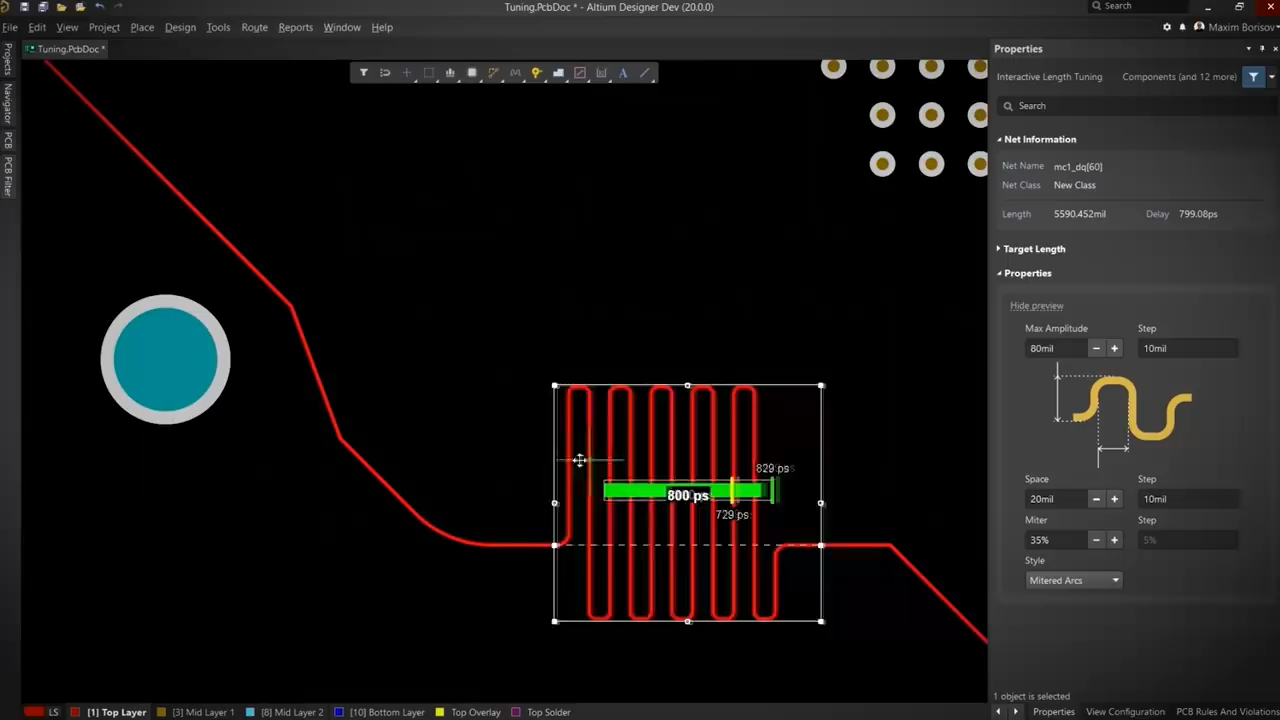 Tuning.PcbDoc * - Altium Designer Dev (20.0.0)
Search
File Edit View Project Place Design Tools Route Reports Window Help
Maxim Borisov
Tuning.PcbDoc *
Properties
Projects
Navigator
PCB
PCB Filter
Interactive Length Tuning Components (and 12 more)
Search
Net Information
Net Name mc1_dq[60]
Net Class New Class
Length 5590.452mil Delay 799.08ps
Target Length
Properties
Hide preview
Max Amplitude Step
80mil 10mil
829 ps
800 ps
729 ps
Space Step
20mil 10mil
Miter Step
35% 5%
Style
Mitered Arcs
1 object is selected
LS [1] Top Layer [3] Mid Layer 1 [8] Mid Layer 2 [10] Bottom Layer Top Overlay Top Solder
Properties View Configuration PCB Rules And Violations